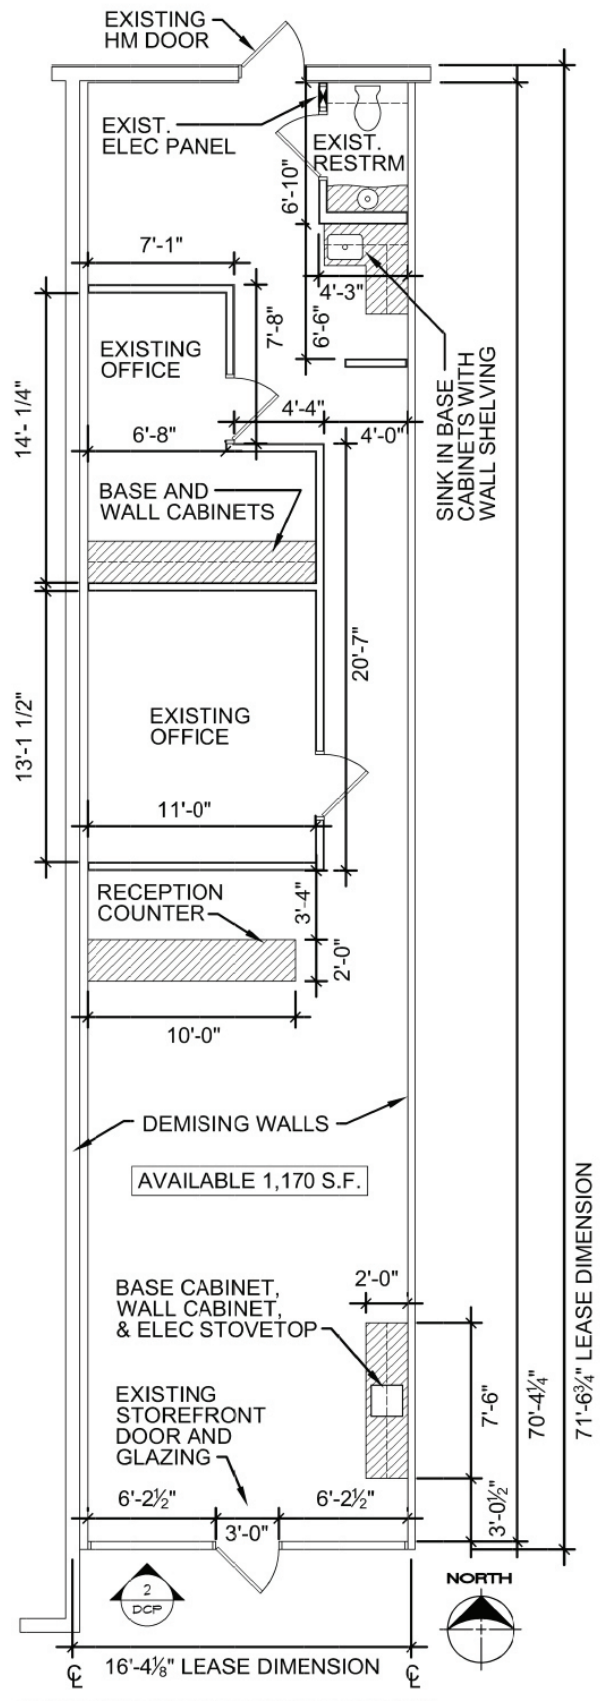 EXISTING
HM DOOR
EXIST.
ELEC PANEL
EXIST.
RESTRM
6'-10"
7'-1"
4'-3"
7'-8"
6'-6"
EXISTING
OFFICE
14'- 1/4"
4'-4"
6'-8"
4'-0"
SINK IN BASE
CABINETS WITH
WALL SHELVING
BASE AND
WALL CABINETS
20'-7"
13'-1 1/2"
EXISTING
OFFICE
11'-0"
RECEPTION
COUNTER
3'-4"
2'-0"
10'-0"
DEMISING WALLS
AVAILABLE 1,170 S.F.
2'-0"
BASE CABINET,
WALL CABINET,
& ELEC STOVETOP
7'-6"
70'-4¼"
71'-6¾" LEASE DIMENSION
EXISTING
STOREFRONT
DOOR AND
GLAZING
6'-2½"
6'-2½"
3'-0"
3'-0½"
2
DCP
NORTH
℄
16'-4⅛" LEASE DIMENSION
℄